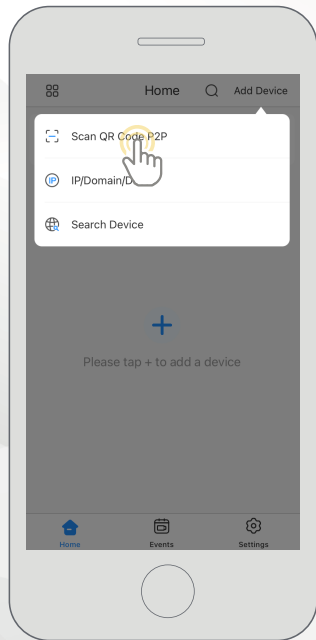 Home
Add Device
Scan QR Code P2P
IP
IP/Domain/D
Search Device
Please tap + to add a device
Home
Events
Settings